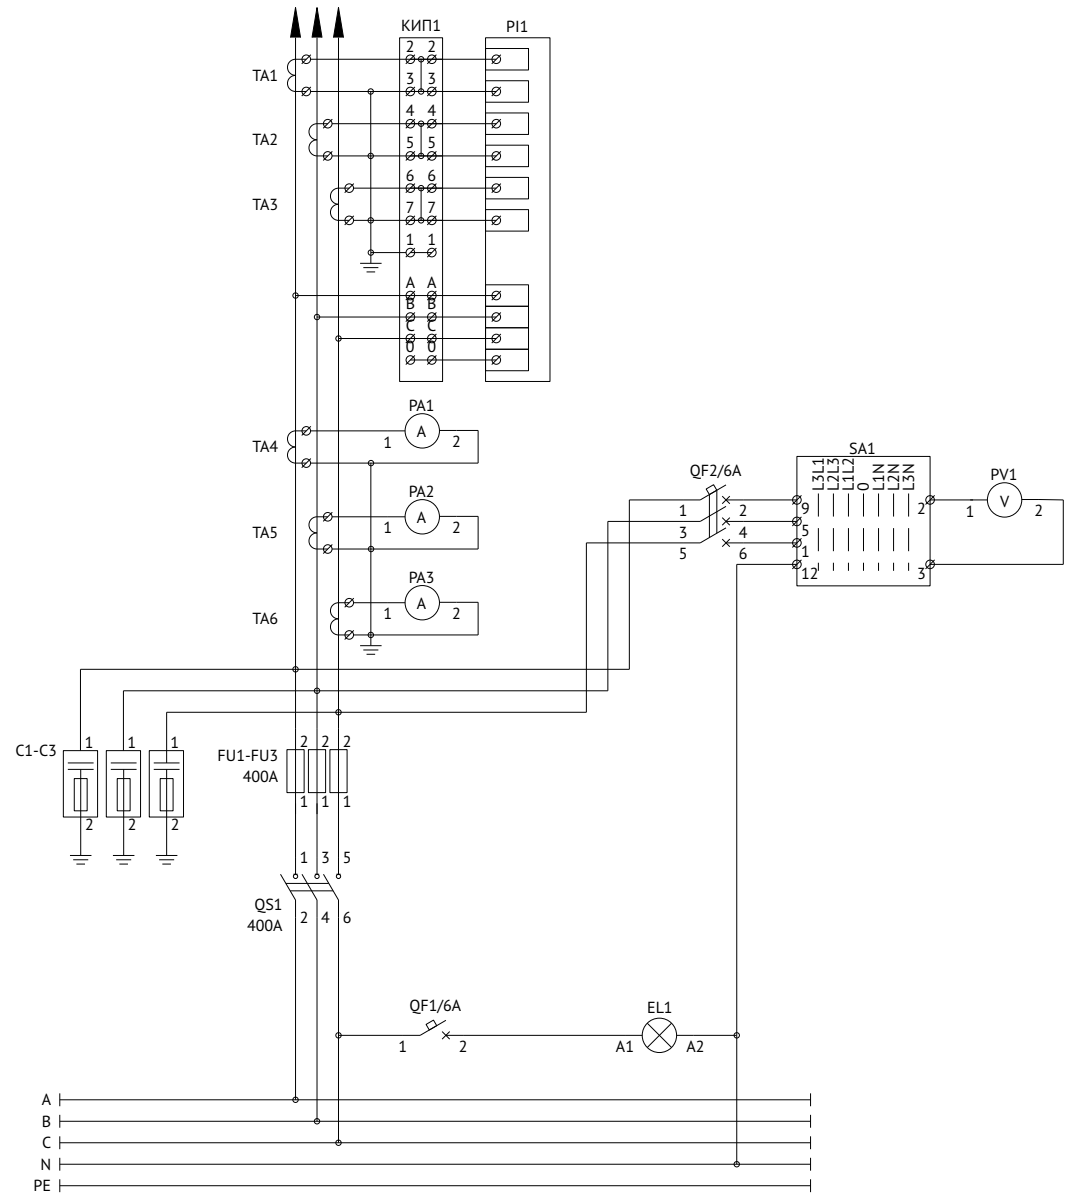 КИП1 PI1
2 2
TA1
3 3
4 4
TA2
5 5
6 6
TA3
7 7
1 1
A A
B B
C C
0 0
PA1
TA4 1 A 2
PA2
TA5 1 A 2
PA3
TA6 1 A 2
SA1
QF2/6A
L3L1 L2L3 L1L2 0 L1N L2N L3N
PV1
1 2 9 2 1 V 2
3 4 5
5 6 1
12 3
C1-C3 1 1 1
2 2 2
FU1-FU3 2 2 2
400A
1 1 1
1 3 5
QS1
400A
2 4 6
QF1/6A
1 2
EL1
A1 A2
A
B
C
N
PE